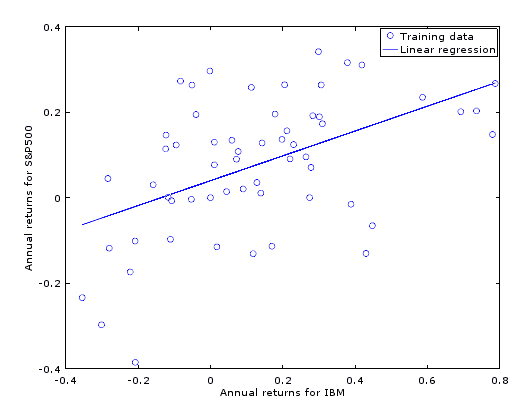 0.4
Training data
Linear regression
0.2
0
-0.2
-0.4
Annual returns for S&P500
-0.4 -0.2 0 0.2 0.4 0.6 0.8
Annual returns for IBM